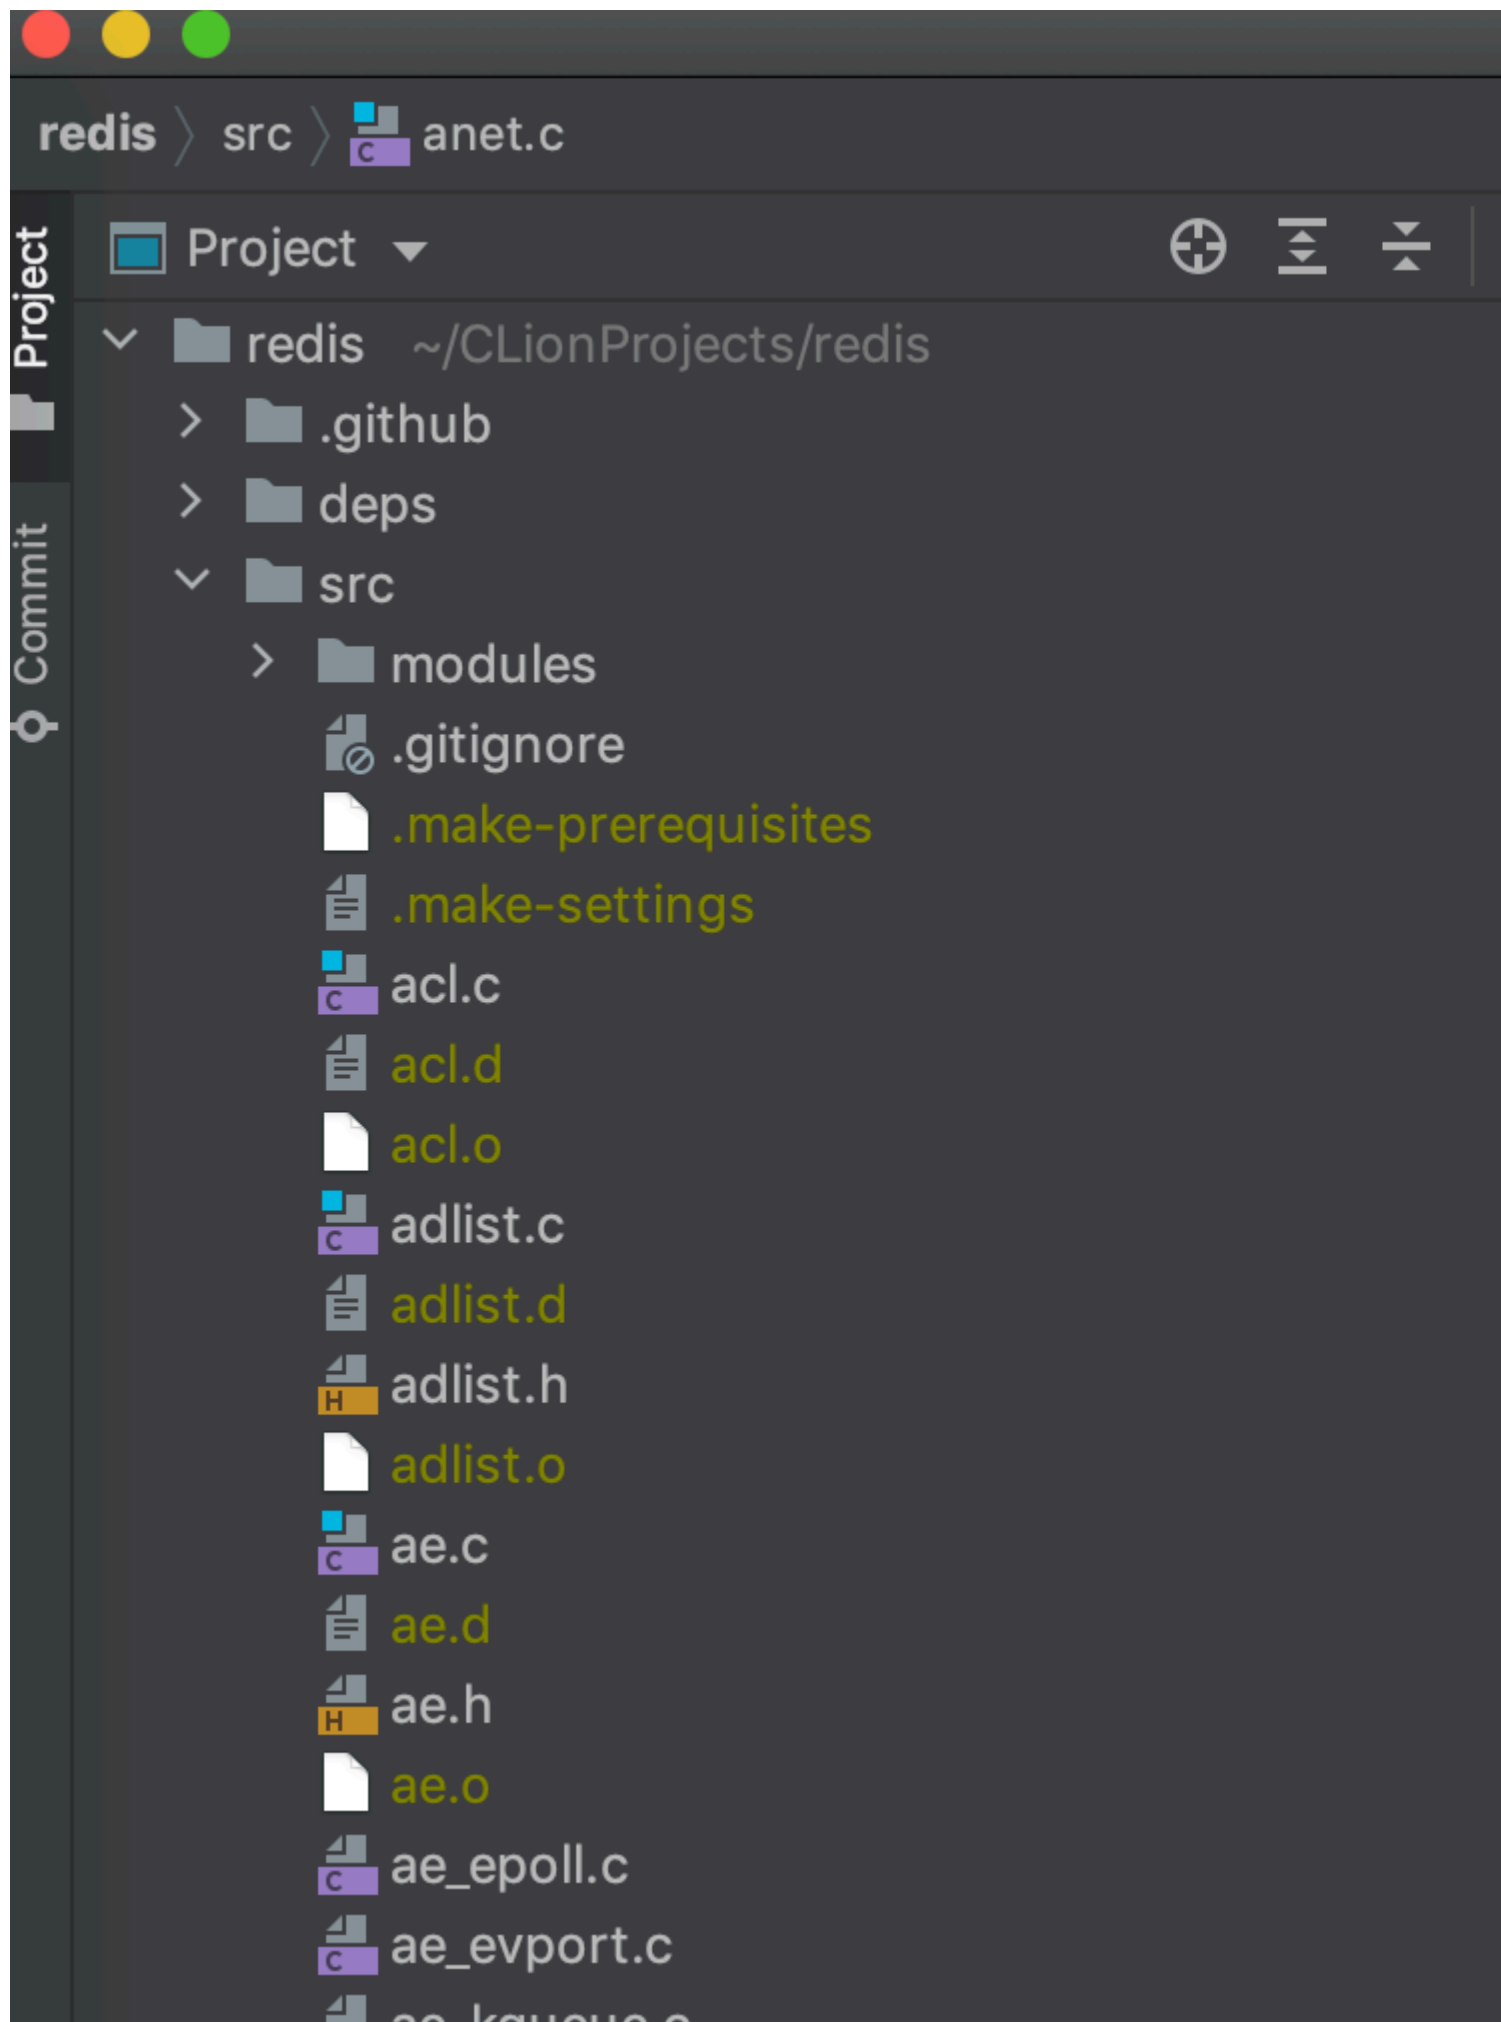 redis src anet.c
Project
Project
Commit
redis ~/CLionProjects/redis
.github
deps
src
modules
.gitignore
.make-prerequisites
.make-settings
C acl.c
acl.d
acl.o
C adlist.c
adlist.d
H adlist.h
adlist.o
C ae.c
ae.d
H ae.h
ae.o
C ae_epoll.c
C ae_evport.c
ae_kqueue.c